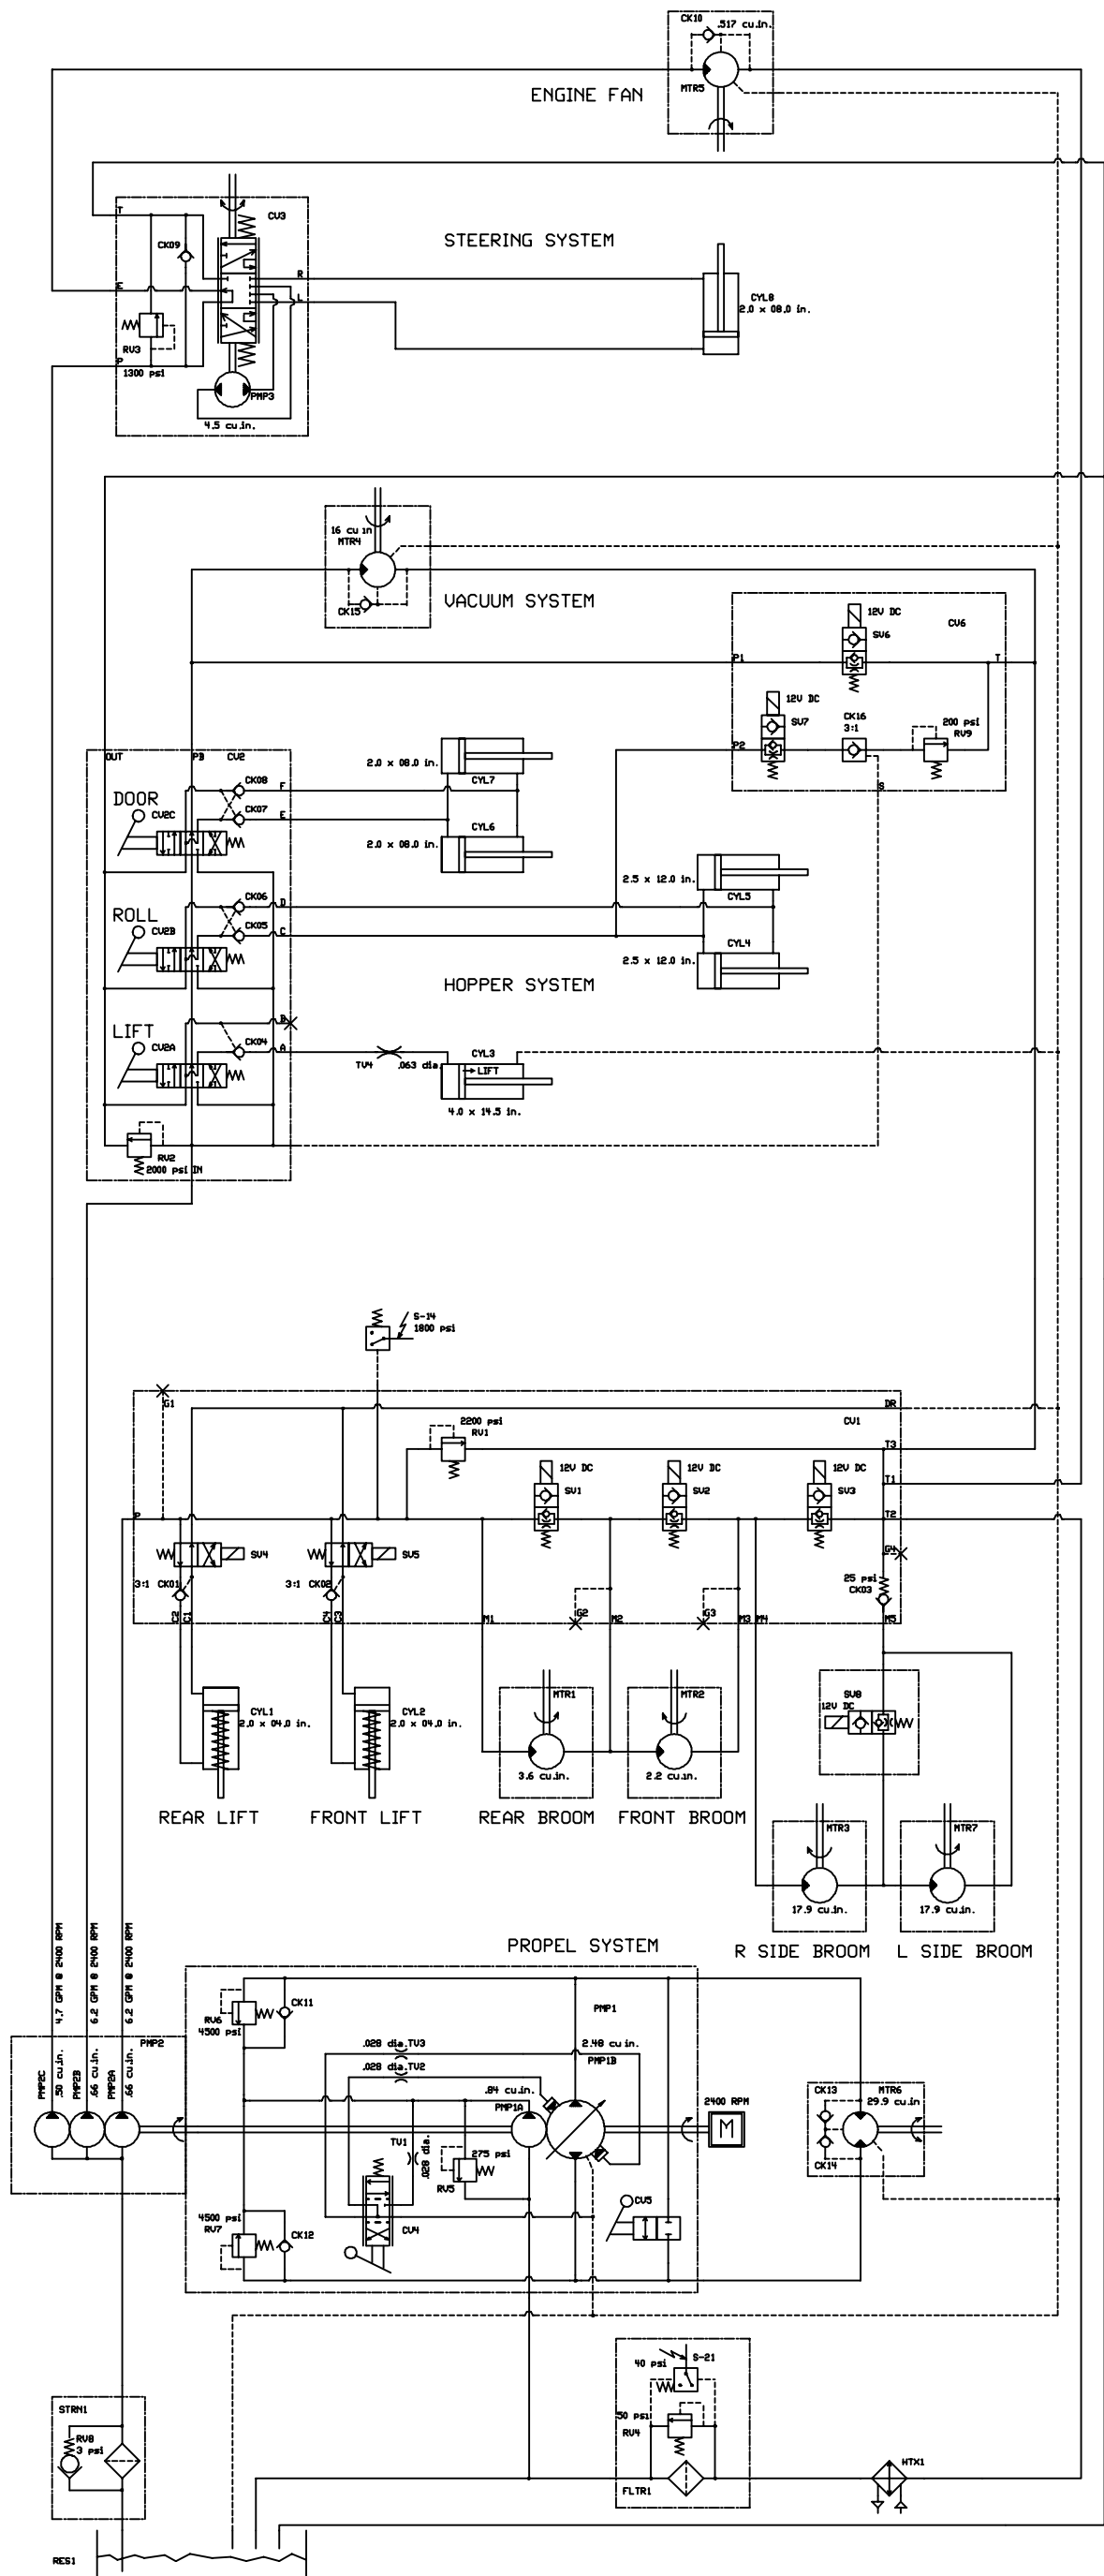 CK10
.517 cu.in.
MTR5
ENGINE FAN
T
CV3
CK09
STEERING SYSTEM
R
E
L
CYL8
2.0 x 08.0 in.
RV3
P
1300 psi
PMP3
4.5 cu.in.
16 cu in
MTR4
CK15
VACUUM SYSTEM
12V DC
SV6
CV6
P1
T
12V DC
SV7
CK16
3:1
200 psi
RV9
P2
S
OUT
PB
CV2
CK08
F
DOOR
CV2C
CK07
E
2.0 x 08.0 in.
CYL7
CYL6
2.0 x 08.0 in.
2.5 x 12.0 in.
CYL5
CK06
D
ROLL
CV2B
CK05
C
CYL4
2.5 x 12.0 in.
HOPPER SYSTEM
B
LIFT
CV2A
CK04
A
TV4
.063 dia.
CYL3
LIFT
4.0 x 14.5 in.
RV2
2000 psi IN
S-14
1800 psi
G1
DR
2200 psi
RV1
CV1
T3
12V DC
SV1
12V DC
SV2
12V DC
SV3
T1
P
T2
SV4
SV5
G4
3:1 CK01
3:1 CK02
25 psi
CK03
C2
C1
C4
C3
M1
G2
M2
G3
M3
M4
M5
CYL1
2.0 x 04.0 in.
CYL2
2.0 x 04.0 in.
MTR1
3.6 cu.in.
MTR2
2.2 cu.in.
SV8
12V DC
REAR LIFT
FRONT LIFT
REAR BROOM
FRONT BROOM
MTR3
17.9 cu.in.
MTR7
17.9 cu.in.
R SIDE BROOM
L SIDE BROOM
PROPEL SYSTEM
4.7 GPM @ 2400 RPM
6.2 GPM @ 2400 RPM
6.2 GPM @ 2400 RPM
PMP2
PMP2C
.50 cu.in.
PMP2B
.66 cu.in.
PMP2A
.66 cu.in.
RV6
4500 psi
CK11
PMP1
2.48 cu.in.
PMP1B
.028 dia.TV3
.028 dia.TV2
.84 cu.in.
PMP1A
2400 RPM
M
CK13
MTR6
29.9 cu.in
CK14
TV1
.028 dia.
275 psi
RV5
4500 psi
RV7
CK12
CV4
CV5
S-21
40 psi
50 psi
RV4
FLTR1
HTX1
STRN1
RV8
3 psi
RES1